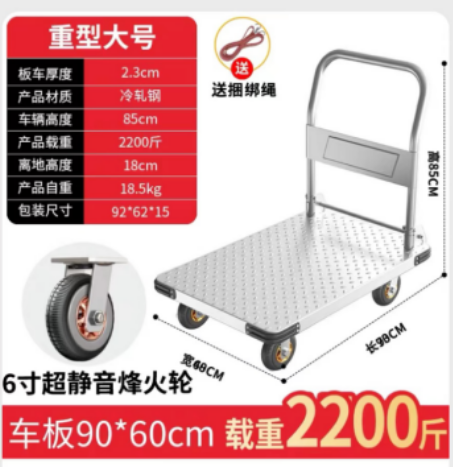 重型大号
板车厚度 2.3cm
产品材质 冷轧钢
车辆高度 85cm
产品载重 2200斤
离地高度 18cm
产品自重 18.5kg
包装尺寸 92*62*15
送
送捆绑绳
高85CM
长90CM
宽60CM
6寸超静音烽火轮
车板90*60cm 载重2200斤